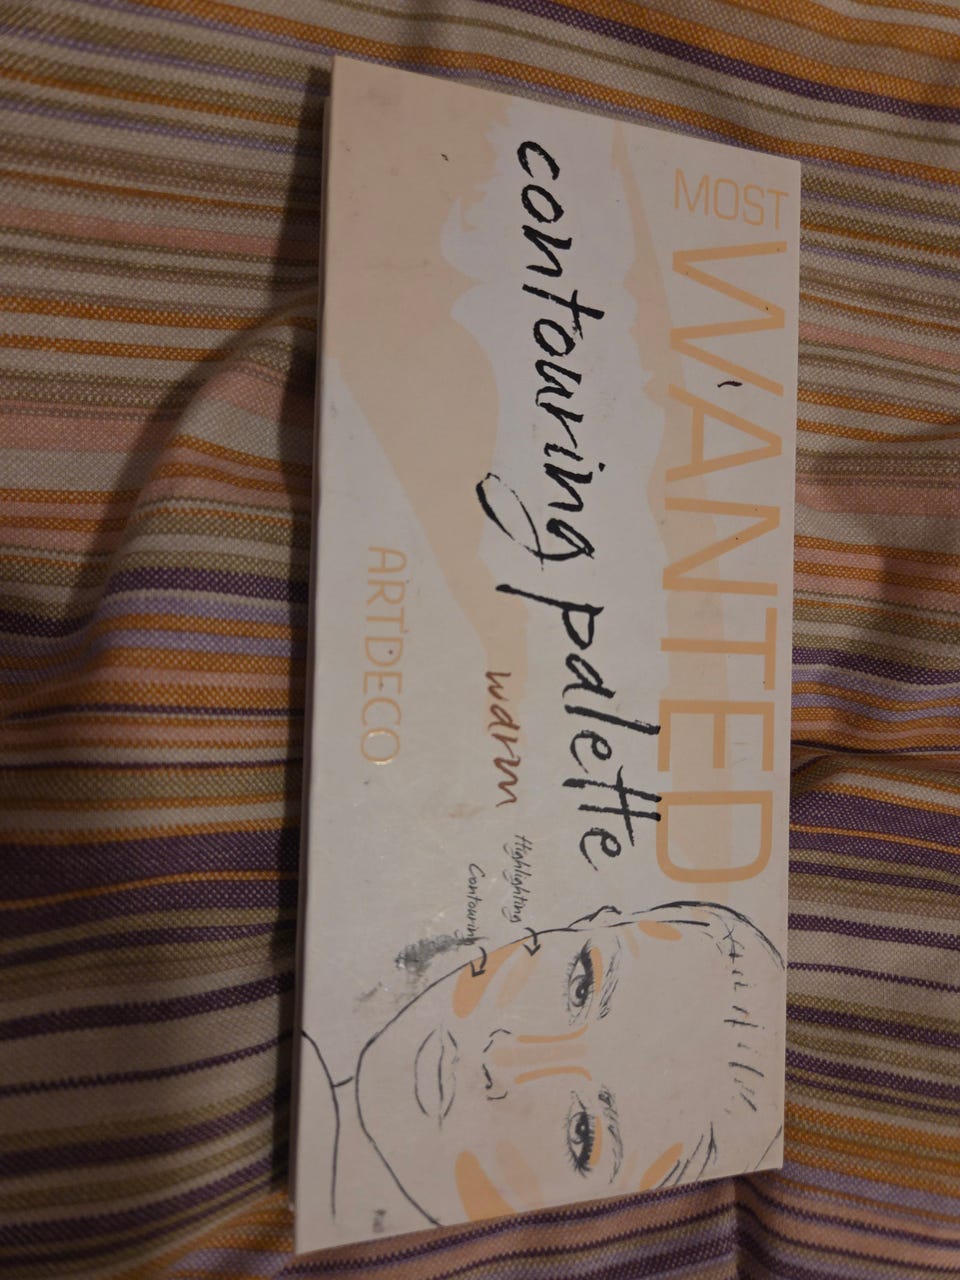 MOST
WANTED
contouring palette
warm
Highlighting
Contouring
ARTDECO